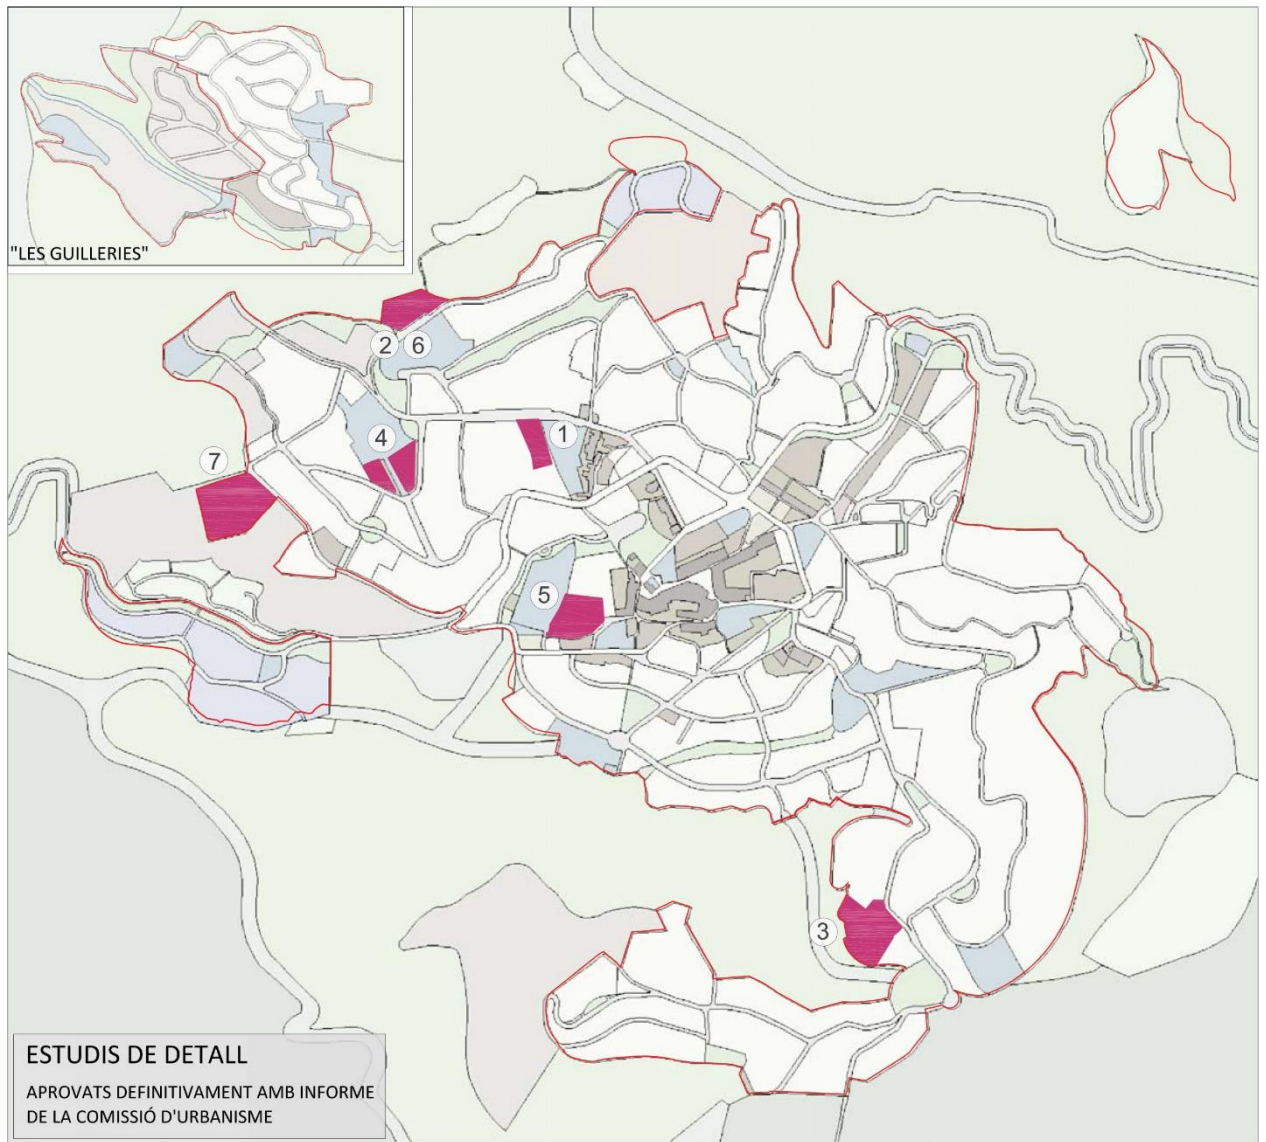 "LES GUILLERIES"
2 6
1
4
7
5
3
ESTUDIS DE DETALL
APROVATS DEFINITIVAMENT AMB INFORME
DE LA COMISSIÓ D'URBANISME